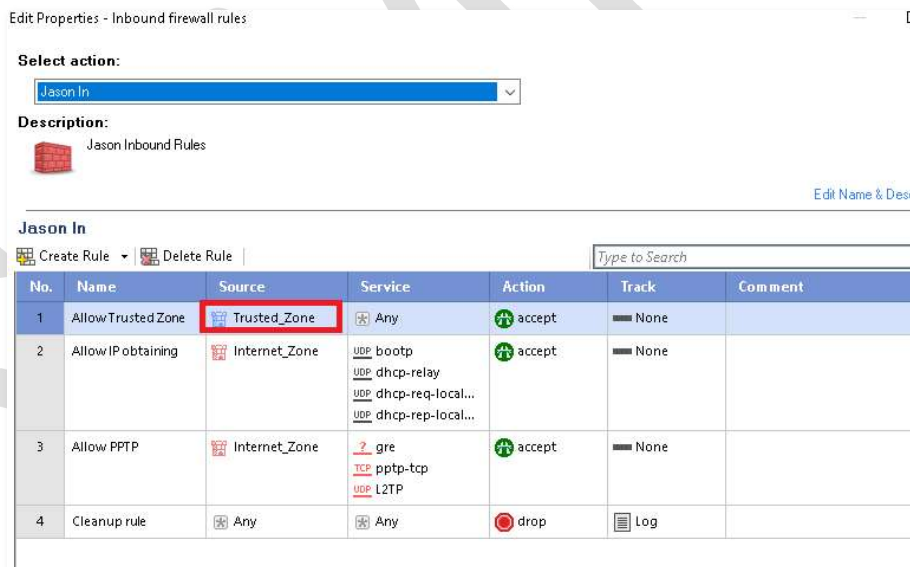 Edit Properties - Inbound firewall rules
Select action:
Jason In
Description:
Jason Inbound Rules
Edit Name & Desc
Jason In
Create Rule Delete Rule Type to Search
No. Name Source Service Action Track Comment
1 Allow Trusted Zone Trusted_Zone Any accept None
2 Allow IP obtaining Internet_Zone UDP bootp accept None
UDP dhcp-relay
UDP dhcp-req-local...
UDP dhcp-rep-local...
3 Allow PPTP Internet_Zone ? gre accept None
TCP pptp-tcp
UDP L2TP
4 Cleanup rule Any Any drop Log